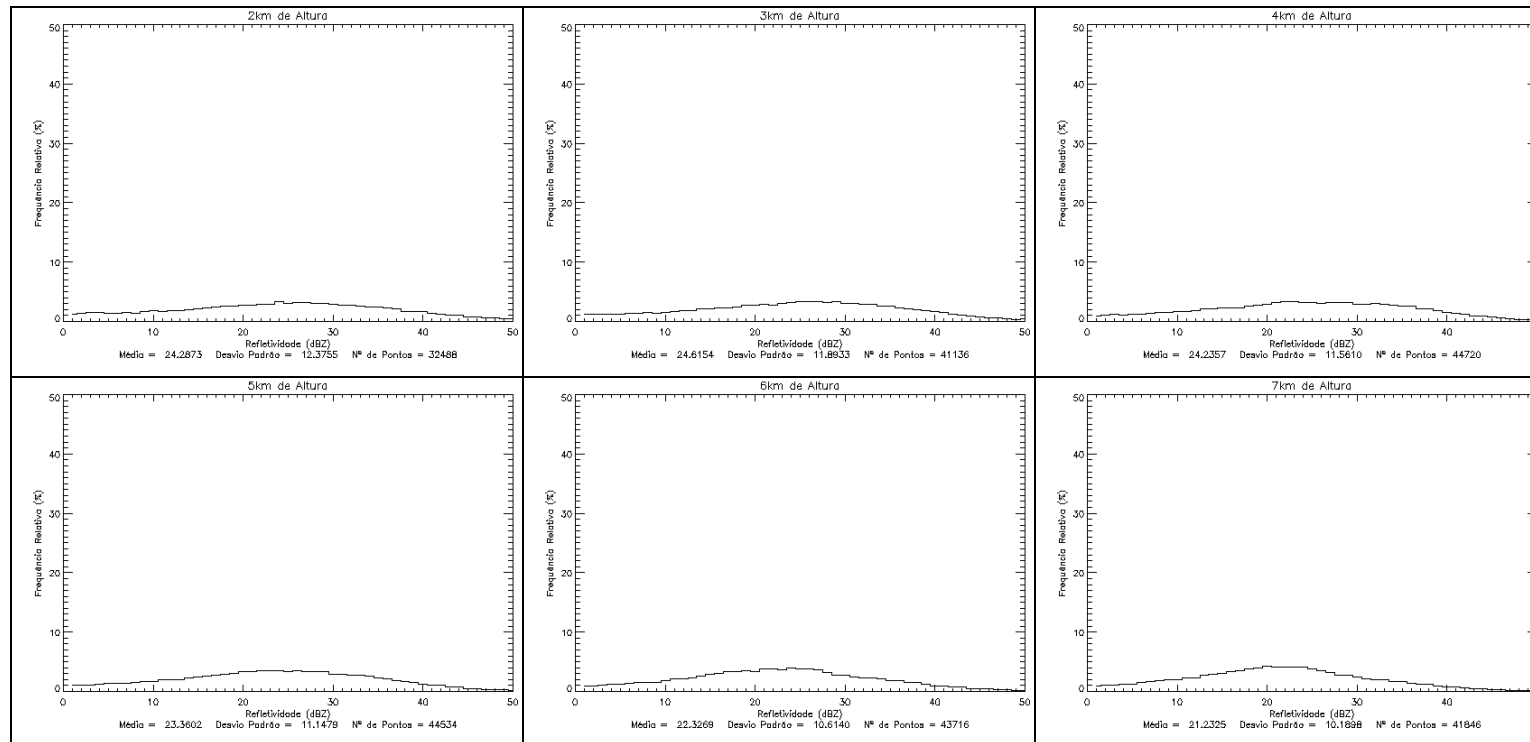 2km de Altura
50
40
30
20
10
0
Frequência Relativa (%)
0 10 20 30 40 50
Refletividade (dBZ)
Média = 24.2873 Desvio Padrão = 12.3755 Nº de Pontos = 32488
3km de Altura
50
40
30
20
10
0
Frequência Relativa (%)
0 10 20 30 40 50
Refletividade (dBZ)
Média = 24.6154 Desvio Padrão = 11.8933 Nº de Pontos = 41136
4km de Altura
50
40
30
20
10
0
Frequência Relativa (%)
0 10 20 30 40
Refletividade (dBZ)
Média = 24.2357 Desvio Padrão = 11.5610 Nº de Pontos = 44720
5km de Altura
50
40
30
20
10
0
Frequência Relativa (%)
0 10 20 30 40 50
Refletividade (dBZ)
Média = 23.3602 Desvio Padrão = 11.1479 Nº de Pontos = 44534
6km de Altura
50
40
30
20
10
0
Frequência Relativa (%)
0 10 20 30 40 50
Refletividade (dBZ)
Média = 22.3269 Desvio Padrão = 10.6140 Nº de Pontos = 43716
7km de Altura
50
40
30
20
10
0
Frequência Relativa (%)
0 10 20 30 40
Refletividade (dBZ)
Média = 21.2325 Desvio Padrão = 10.1898 Nº de Pontos = 41846